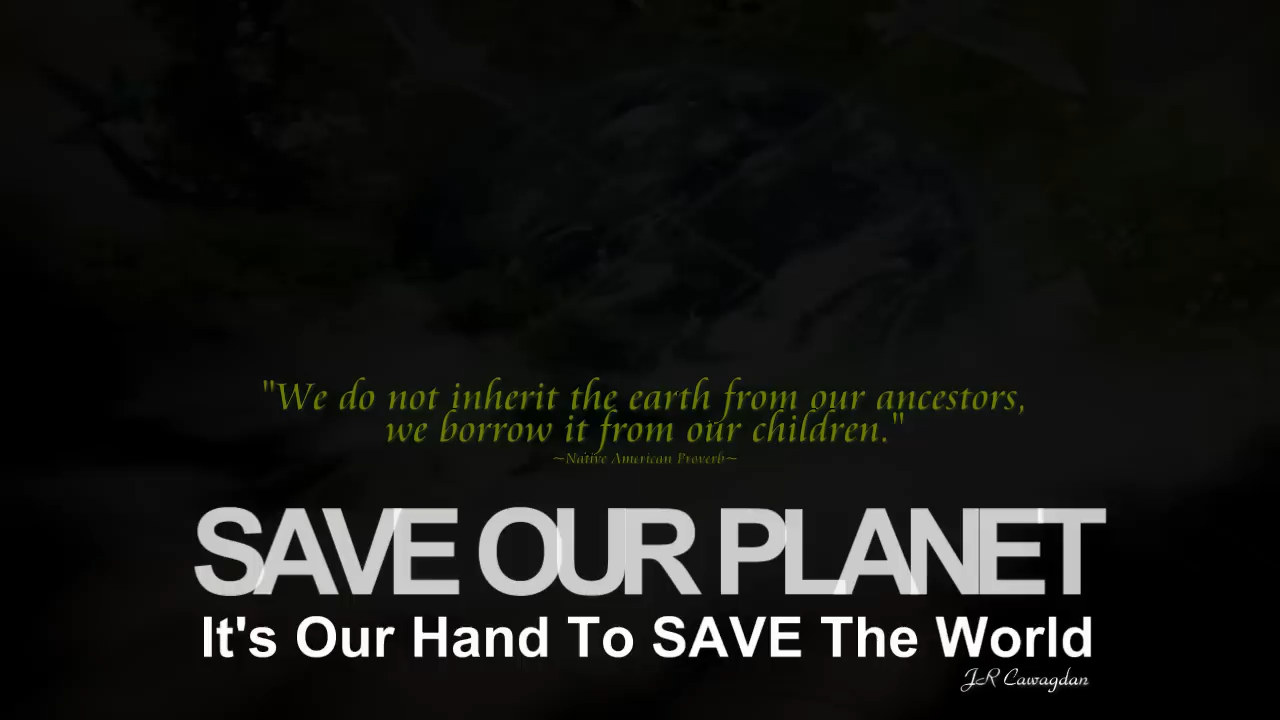 "We do not inherit the earth from our ancestors,
we borrow it from our children."
~Native American Proverb~
SAVE OUR PLANET
It's Our Hand To SAVE The World
J-R Cawagdan